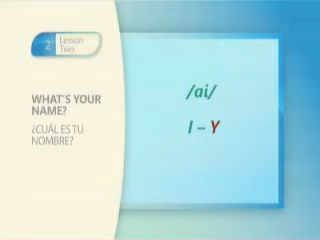 2 Lesson
Two
WHAT'S YOUR
NAME?
¿CUÁL ES TU
NOMBRE?
/ai/
I – Y